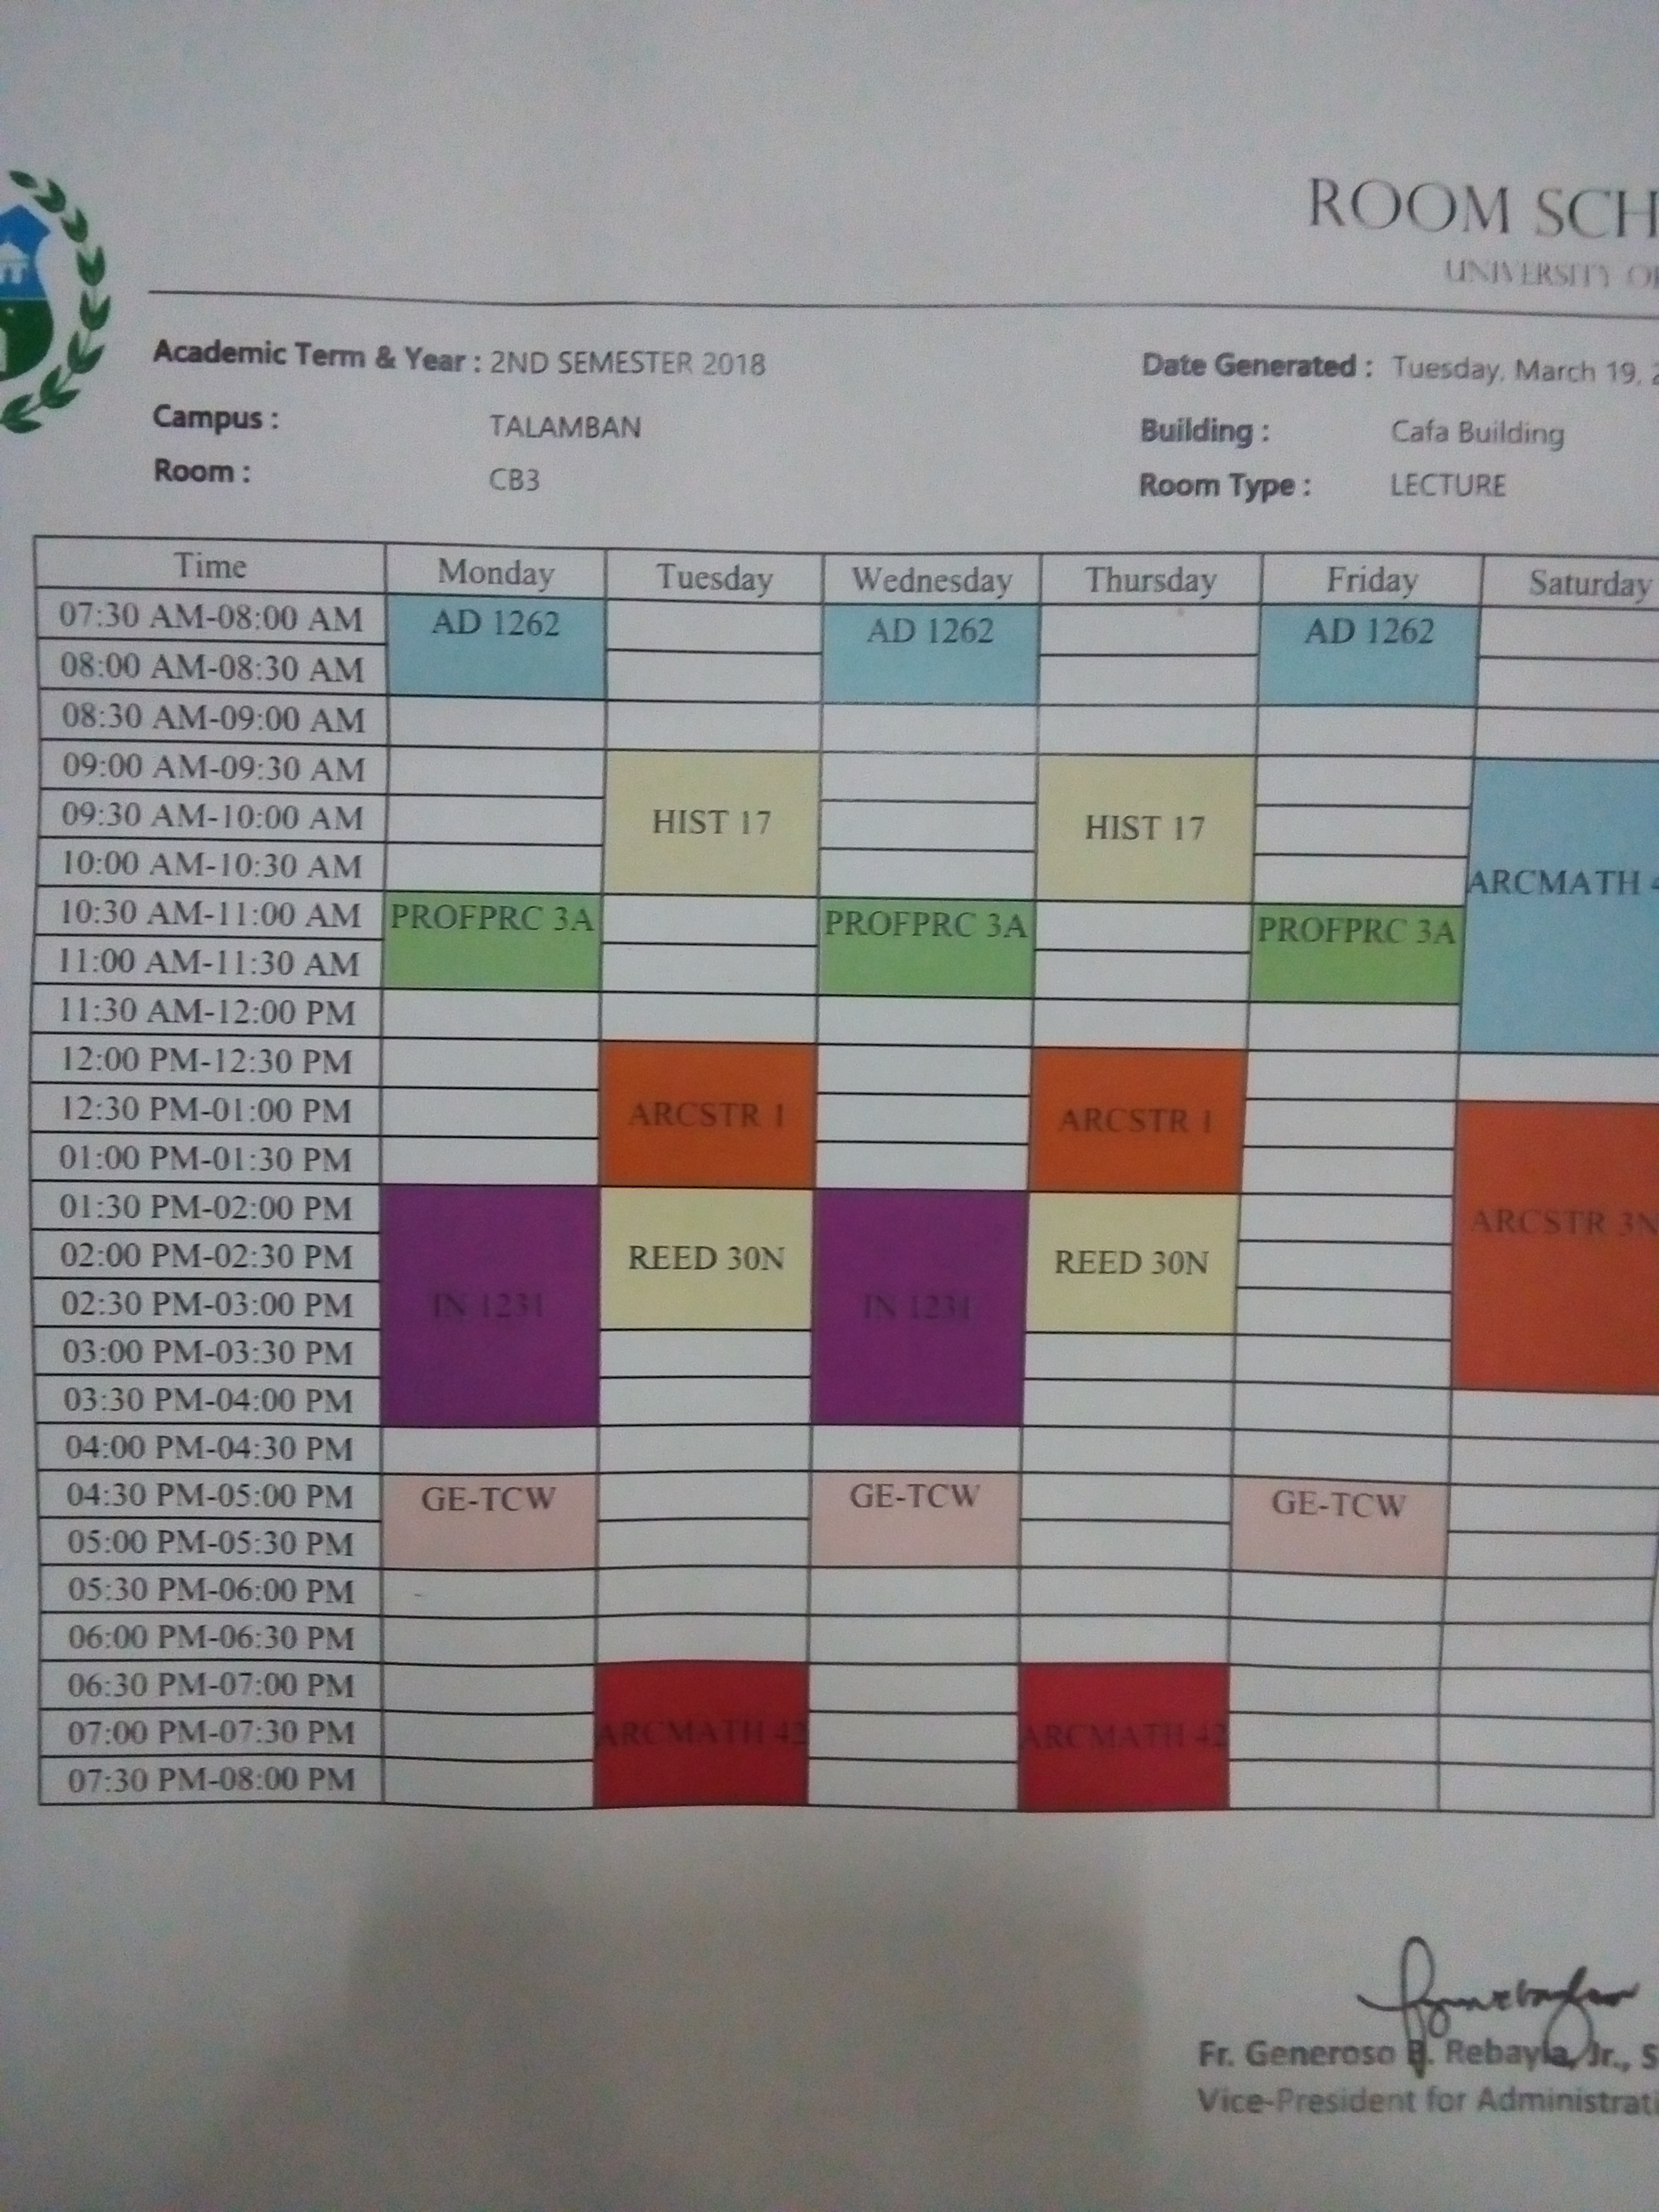 ROOM SCH
UNIVERSITY OF
Academic Term & Year : 2ND SEMESTER 2018 Date Generated : Tuesday, March 19, 2
Campus : TALAMBAN Building : Cafa Building
Room : CB3 Room Type : LECTURE
Time Monday Tuesday Wednesday Thursday Friday Saturday
07:30 AM-08:00 AM AD 1262 AD 1262 AD 1262
08:00 AM-08:30 AM
08:30 AM-09:00 AM
09:00 AM-09:30 AM
09:30 AM-10:00 AM HIST 17 HIST 17
10:00 AM-10:30 AM ARCMATH 4
10:30 AM-11:00 AM PROFPRC 3A PROFPRC 3A PROFPRC 3A
11:00 AM-11:30 AM
11:30 AM-12:00 PM
12:00 PM-12:30 PM
12:30 PM-01:00 PM ARCSTR 1 ARCSTR 1
01:00 PM-01:30 PM
01:30 PM-02:00 PM ARCSTR 3N
02:00 PM-02:30 PM REED 30N REED 30N
02:30 PM-03:00 PM IN 1231 IN 1231
03:00 PM-03:30 PM
03:30 PM-04:00 PM
04:00 PM-04:30 PM
04:30 PM-05:00 PM GE-TCW GE-TCW GE-TCW
05:00 PM-05:30 PM
05:30 PM-06:00 PM
06:00 PM-06:30 PM
06:30 PM-07:00 PM
07:00 PM-07:30 PM ARCMATH 42 ARCMATH 42
07:30 PM-08:00 PM
Fr. Generoso B. Rebayla, Jr., S
Vice-President for Administrati